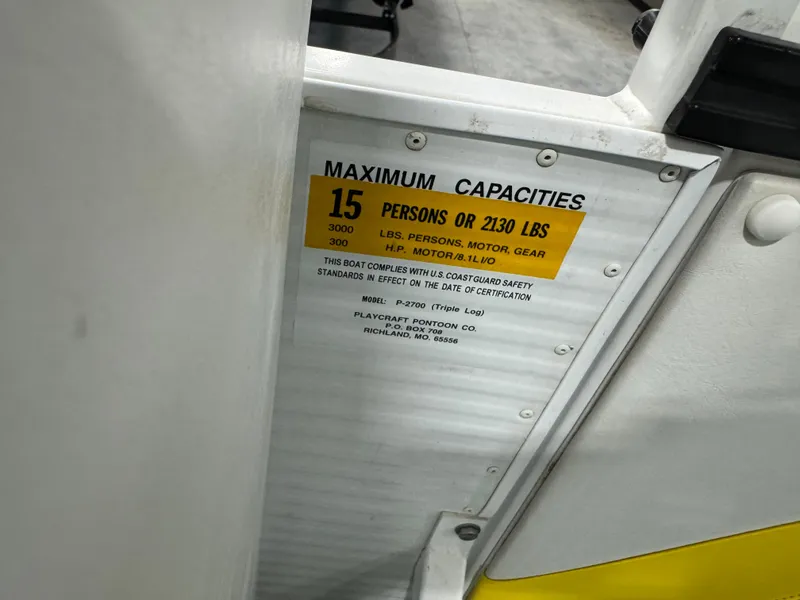 MAXIMUM CAPACITIES
15 PERSONS OR 2130 LBS
3000 LBS. PERSONS, MOTOR, GEAR
300 H.P. MOTOR/8.1L I/O
THIS BOAT COMPLIES WITH U.S. COAST GUARD SAFETY
STANDARDS IN EFFECT ON THE DATE OF CERTIFICATION
MODEL: P-2700 (Triple Log)
PLAYCRAFT PONTOON CO.
P.O. BOX 708
RICHLAND, MO. 65556